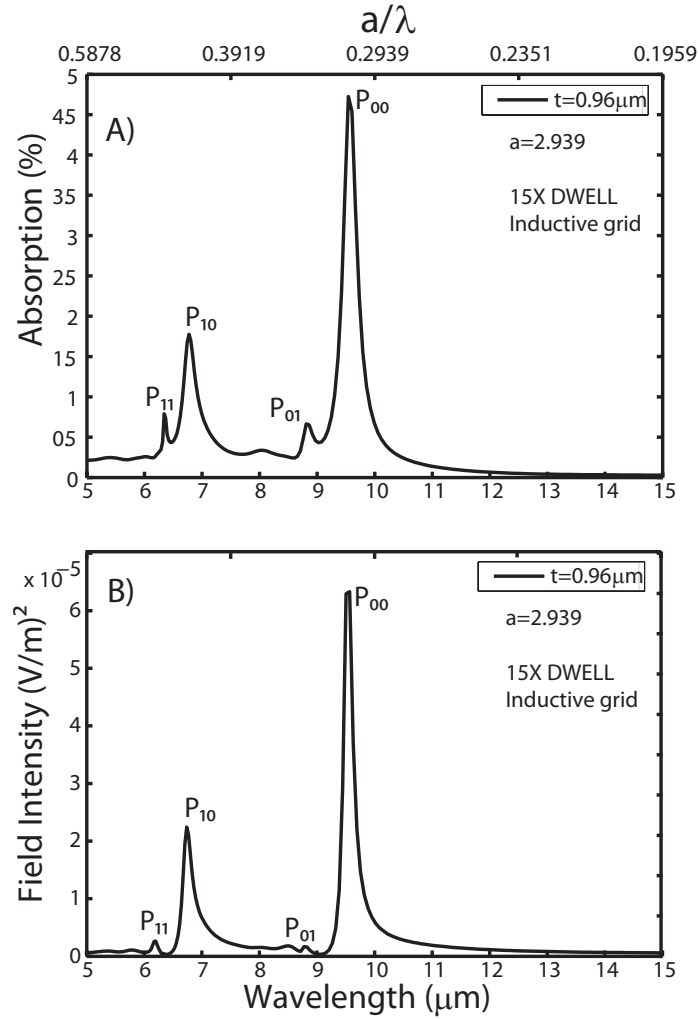 a/λ
0.5878 0.3919 0.2939 0.2351 0.1959
5
45
4
35
3
25
2
15
1
05
0
Absorption (%)
A)
P₀₀
P₁₀
P₁₁
P₀₁
t=0.96μm
a=2.939
15X DWELL
Inductive grid
5 6 7 8 9 10 11 12 13 14 15
x 10⁻⁵
6
5
4
3
2
1
0
Field Intensity (V/m)²
B)
P₀₀
P₁₀
P₁₁
P₀₁
t=0.96μm
a=2.939
15X DWELL
Inductive grid
5 6 7 8 9 10 11 12 13 14 15
Wavelength (μm)